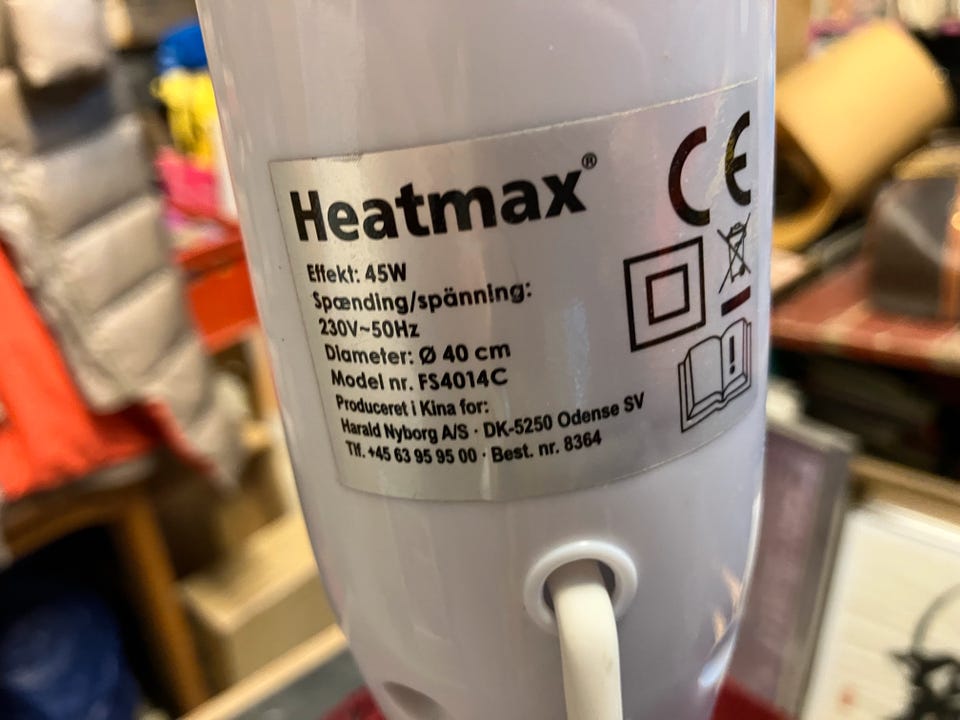 Heatmax®
CE
Effekt: 45W
Spænding/spänning:
230V~50Hz
Diameter: Ø 40 cm
Model nr. FS4014C
Produceret i Kina for:
Harald Nyborg A/S · DK-5250 Odense SV
Tlf. +45 63 95 95 00 · Best. nr. 8364